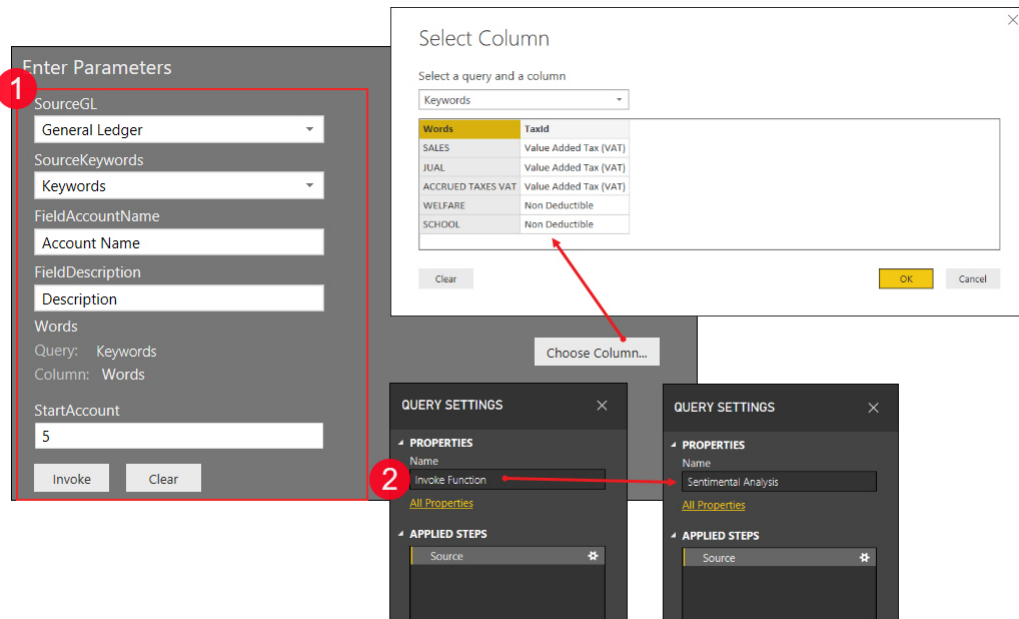 Enter Parameters
1
SourceGL
General Ledger
SourceKeywords
Keywords
FieldAccountName
Account Name
FieldDescription
Description
Words
Query: Keywords
Column: Words
StartAccount
5
Invoke Clear
Choose Column...
Select Column
Select a query and a column
Keywords
Words TaxId
SALES Value Added Tax (VAT)
JUAL Value Added Tax (VAT)
ACCRUED TAXES VAT Value Added Tax (VAT)
WELFARE Non Deductible
SCHOOL Non Deductible
Clear OK Cancel
2
QUERY SETTINGS
PROPERTIES
Name
Invoke Function
All Properties
APPLIED STEPS
Source
QUERY SETTINGS
PROPERTIES
Name
Sentimental Analysis
All Properties
APPLIED STEPS
Source